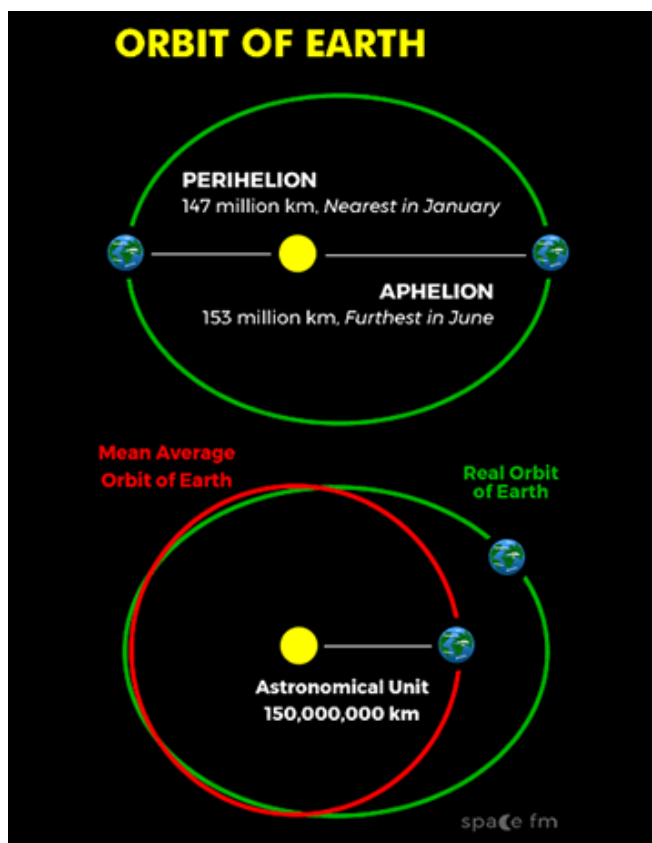 ORBIT OF EARTH
PERIHELION
147 million km, Nearest in January
APHELION
153 million km, Furthest in June
Mean Average
Orbit of Earth
Real Orbit
of Earth
Astronomical Unit
150,000,000 km
space fm